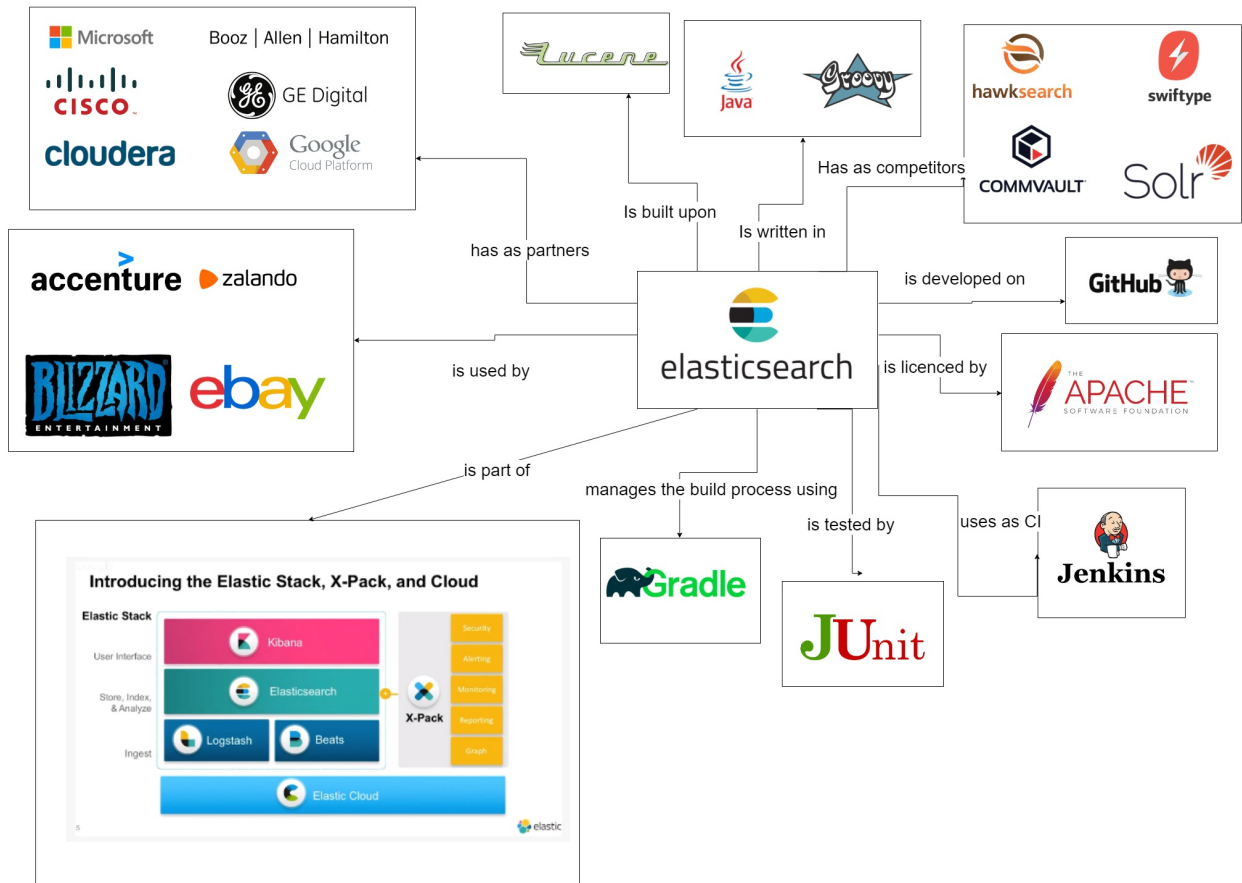 Microsoft
Booz | Allen | Hamilton
CISCO
GE Digital
cloudera
Google
Cloud Platform
Lucene
Java
Groovy
hawksearch
swiftype
COMMVAULT
Solr
Has as competitors
Is built upon
Is written in
has as partners
accenture
zalando
BLIZZARD
ENTERTAINMENT
ebay
is used by
elasticsearch
is developed on
GitHub
is licenced by
THE
APACHE
SOFTWARE FOUNDATION
is part of
manages the build process using
is tested by
uses as CI
Gradle
JUnit
Jenkins
Introducing the Elastic Stack, X-Pack, and Cloud
Elastic Stack
User Interface
Kibana
Store, Index,
& Analyze
Elasticsearch
Ingest
Logstash
Beats
X-Pack
Security
Alerting
Monitoring
Reporting
Graph
Elastic Cloud
elastic